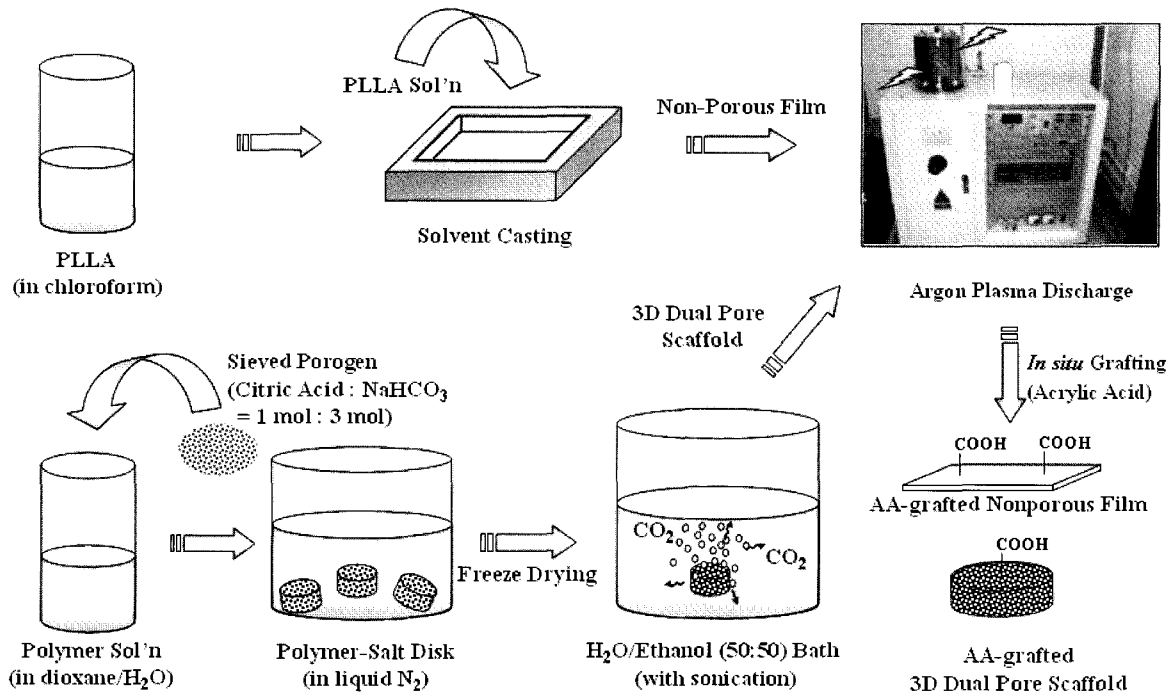 PLLA Sol'n
Non-Porous Film
Solvent Casting
PLLA
(in chloroform)
Argon Plasma Discharge
3D Dual Pore
Scaffold
In situ Grafting
(Acrylic Acid)
Sieved Porogen
(Citric Acid : NaHCO3
= 1 mol : 3 mol)
COOH
COOH
AA-grafted Nonporous Film
CO2
CO2
Freeze Drying
COOH
Polymer Sol'n
(in dioxane/H2O)
Polymer-Salt Disk
(in liquid N2)
H2O/Ethanol (50:50) Bath
(with sonication)
AA-grafted
3D Dual Pore Scaffold